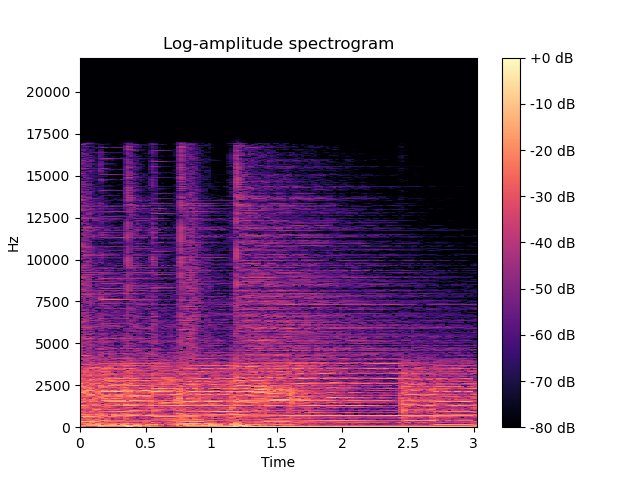 Log-amplitude spectrogram
Hz
20000
17500
15000
12500
10000
7500
5000
2500
0
0 0.5 1 1.5 2 2.5 3
Time
+0 dB
-10 dB
-20 dB
-30 dB
-40 dB
-50 dB
-60 dB
-70 dB
-80 dB